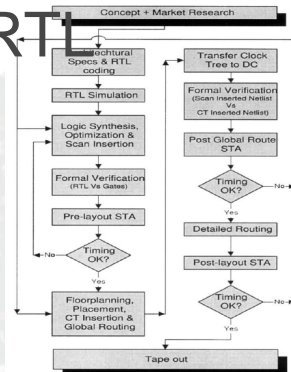 Concept + Market Research
RTL
Architechtural
Specs & RTL
coding
RTL Simulation
Logic Synthesis,
Optimization &
Scan Insertion
Formal Verification
(RTL Vs Gates)
Pre-layout STA
Timing
OK?
No
Yes
Floorplanning,
Placement,
CT Insertion &
Global Routing
Transfer Clock
Tree to DC
Formal Verification
(Scan Inserted Netlist
Vs
CT Inserted Netlist)
Post Global Route
STA
Timing
OK?
No
Yes
Detailed Routing
Post-layout STA
Timing
OK?
No
Yes
Tape out